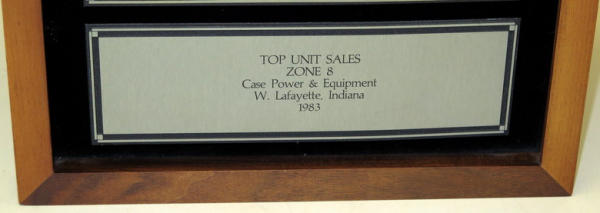 TOP UNIT SALES
ZONE 8
Case Power & Equipment
W. Lafayette, Indiana
1983